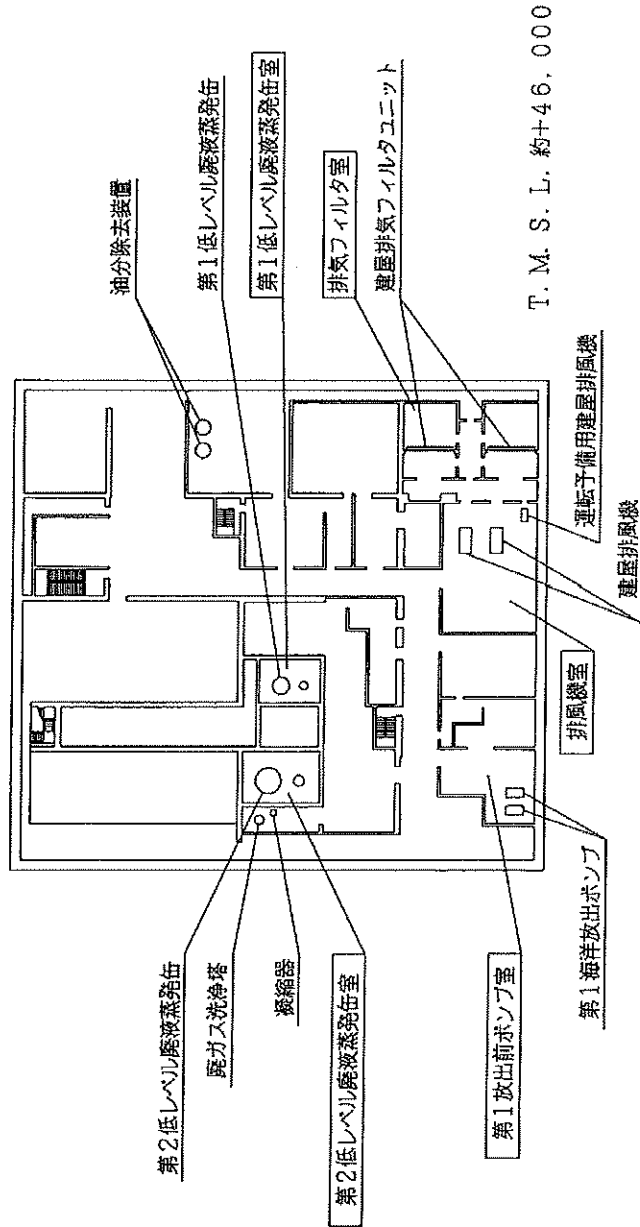 油分除去装置
第1低レベル廃液蒸発缶
第1低レベル廃液蒸発缶室
排気フィルタ室
建屋排気フィルタユニット
T. M. S. L. 約+46, 000
運転予備用建屋排風機
建屋排風機
排風機室
第2低レベル廃液蒸発缶
廃ガス洗浄塔
凝縮器
第2低レベル廃液蒸発缶室
第1放出前ポンプ室
第1海洋放出ポンプ